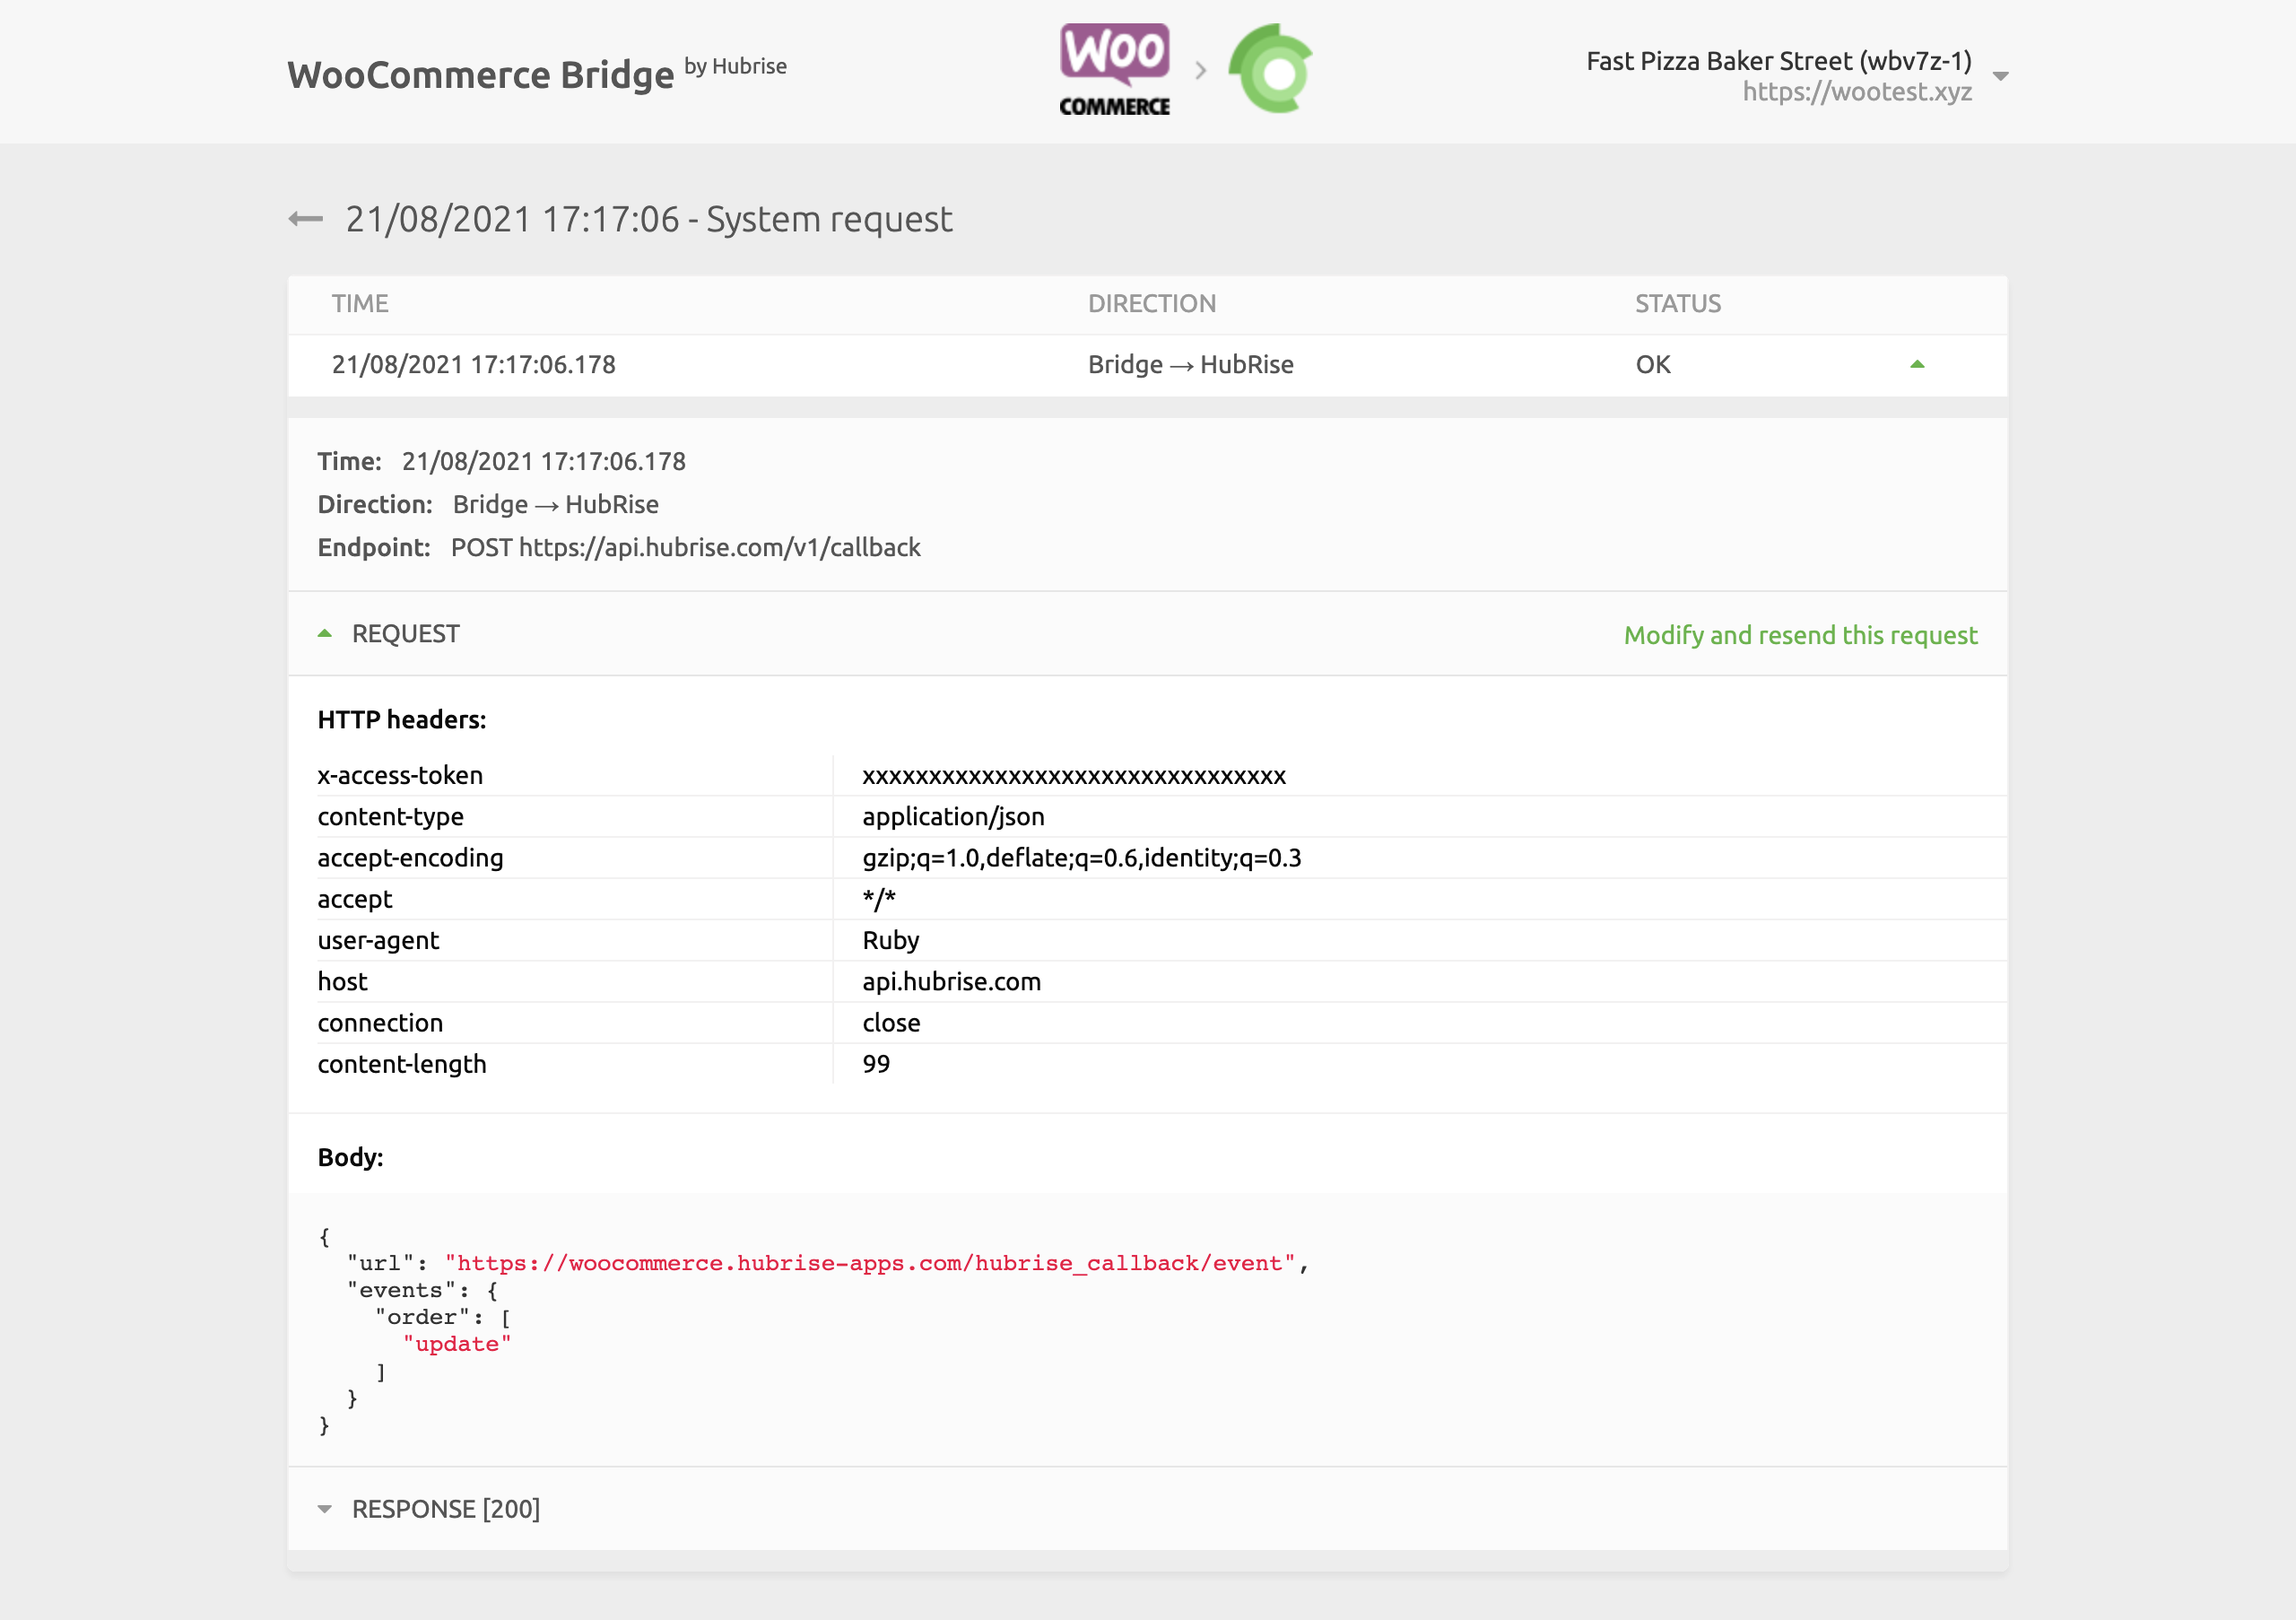 WooCommerce Bridge by Hubrise
Woo
COMMERCE
Fast Pizza Baker Street (wbv7z-1)
https://wootest.xyz
21/08/2021 17:17:06 - System request
TIME DIRECTION STATUS
21/08/2021 17:17:06.178 Bridge → HubRise OK
Time: 21/08/2021 17:17:06.178
Direction: Bridge → HubRise
Endpoint: POST https://api.hubrise.com/v1/callback
REQUEST Modify and resend this request
HTTP headers:
x-access-token xxxxxxxxxxxxxxxxxxxxxxxxxxxxxxxx
content-type application/json
accept-encoding gzip;q=1.0,deflate;q=0.6,identity;q=0.3
accept */*
user-agent Ruby
host api.hubrise.com
connection close
content-length 99
Body:
{
  "url": "https://woocommerce.hubrise-apps.com/hubrise_callback/event",
  "events": {
    "order": [
      "update"
    ]
  }
}
RESPONSE [200]